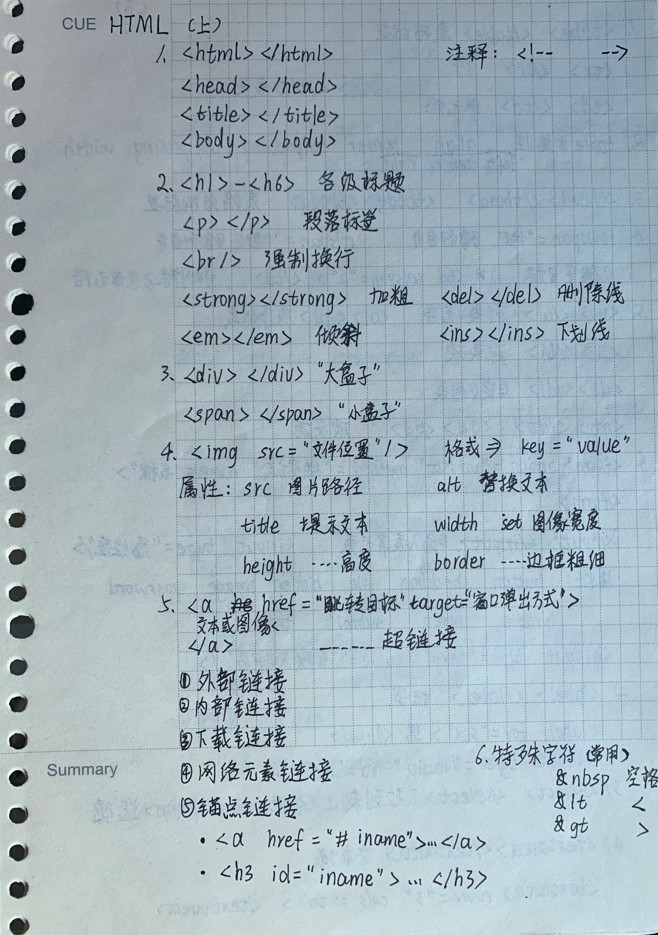 CUE HTML (上)
1、<html></html> 注释: <!-- -->
<head></head>
<title></title>
<body></body>
2、<h1>-<h6> 各级标题
<p></p> 段落标签
<br/> 强制换行
<strong></strong> 加粗 <del></del> 删除线
<em></em> 倾斜 <ins></ins> 下划线
3、<div></div> "大盒子"
<span></span> "小盒子"
4、<img src="文件位置"/> 格式⇒ key="value"
属性: src 图片路径 alt 替换文本
title 提示文本 width set 图像宽度
height ····高度 border ----边框粗细
5、<a href="跳转目标" target="窗口弹出方式">
文本或图像<
</a> ------ 超链接
①外部链接
②内部链接
③下载链接
6.特殊字符 (常用)
Summary ④网络元素链接 &nbsp 空格
⑤锚点链接 &lt <
• <a href="# iname">...</a> &gt >
• <h3 id="iname">...</h3>